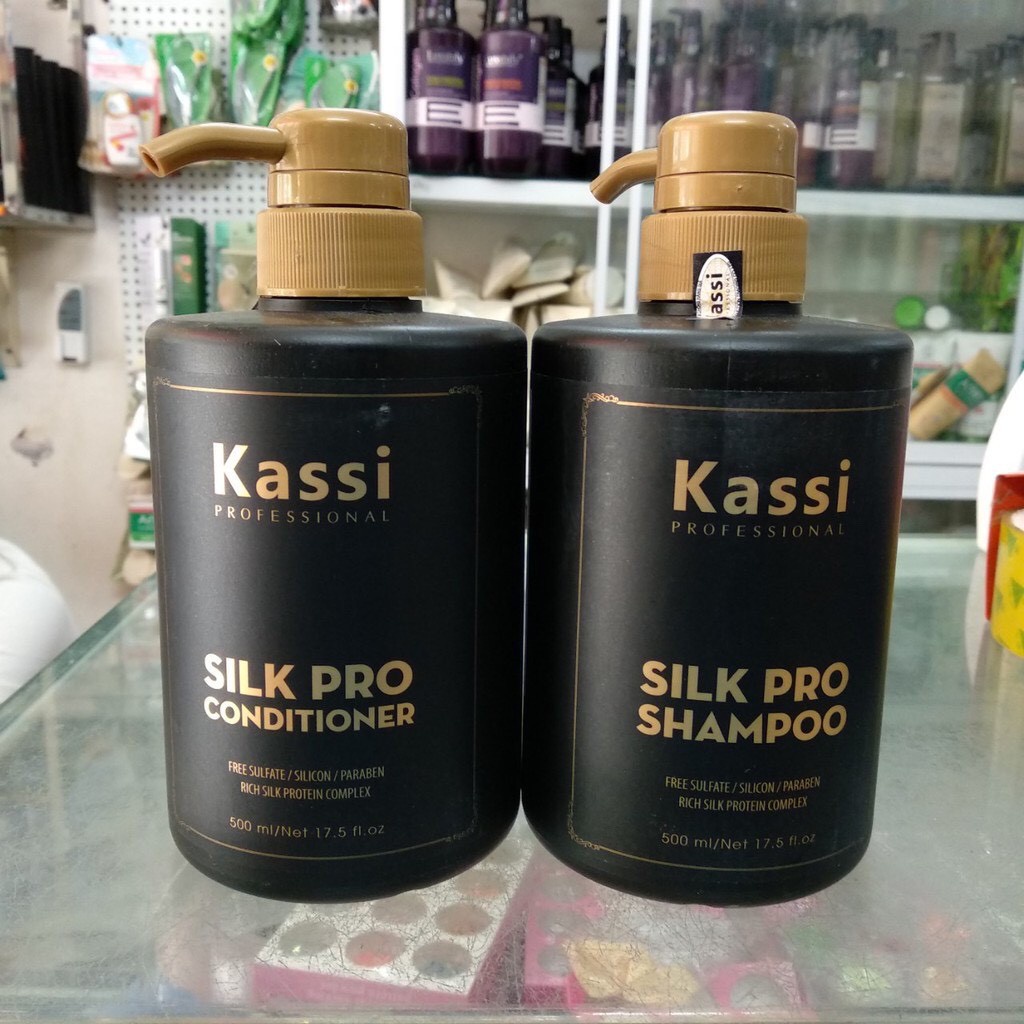 Kassi
PROFESSIONAL
SILK PRO
CONDITIONER
FREE SULFATE / SILICON / PARABEN
RICH SILK PROTEIN COMPLEX
500 ml/Net 17.5 fl.oz
assi
Kassi
PROFESSIONAL
SILK PRO
SHAMPOO
FREE SULFATE / SILICON / PARABEN
RICH SILK PROTEIN COMPLEX
500 ml/Net 17.5 fl.oz